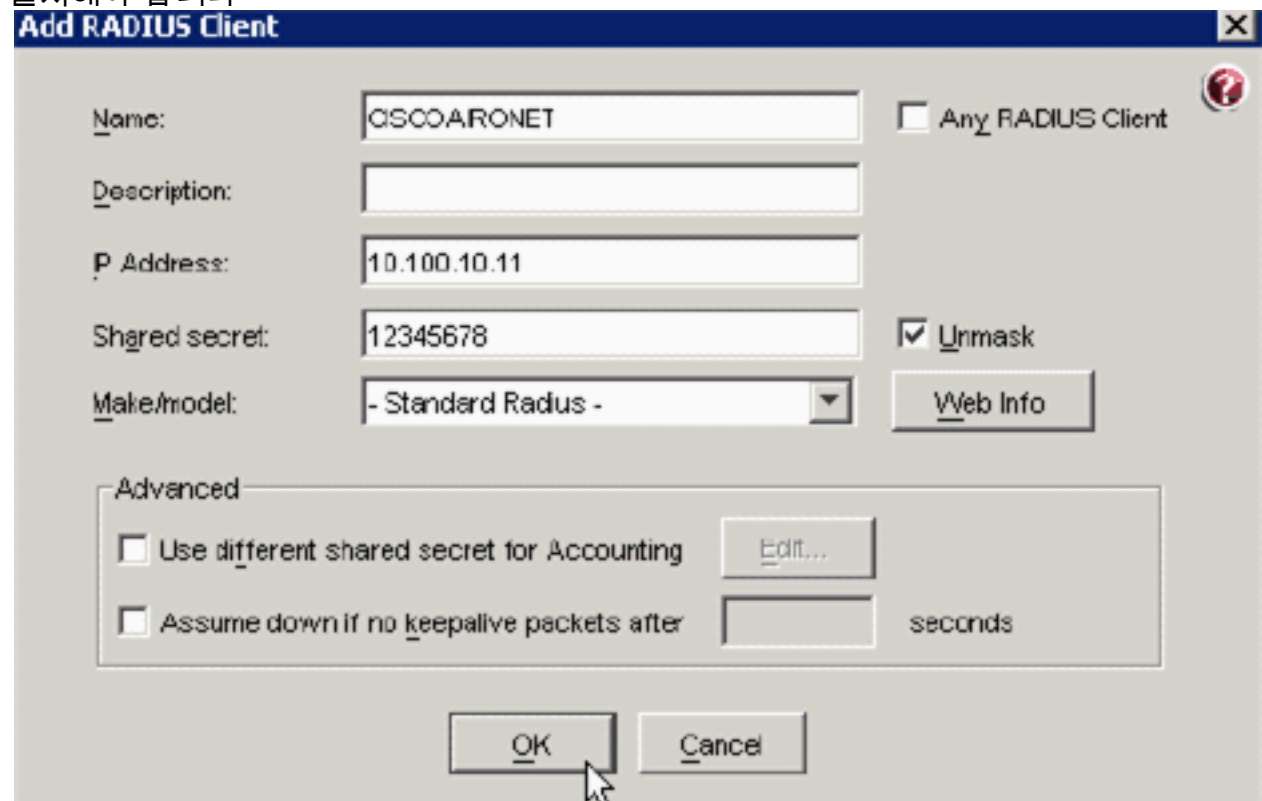 Add RADIUS Client
Name: CISCOAIRONET Any RADIUS Client
Description:
IP Address: 10.100.10.11
Shared secret: 12345678 Unmask
Make/model: - Standard Radius - Web Info
Advanced
Use different shared secret for Accounting Edit...
Assume down if no keepalive packets after seconds
OK Cancel